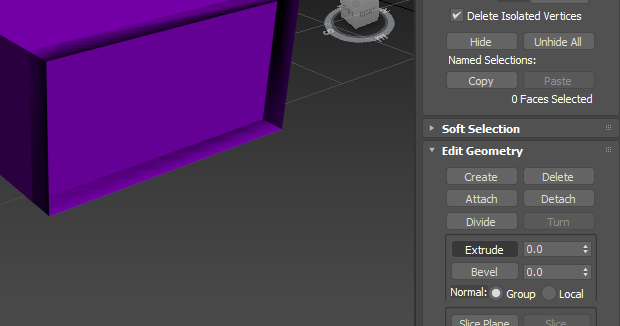 Delete Isolated Vertices
Hide Unhide All
Named Selections:
Copy Paste
0 Faces Selected
Soft Selection
Edit Geometry
Create Delete
Attach Detach
Divide Turn
Extrude 0.0
Bevel 0.0
Normal: Group Local
Slice Plane Slice